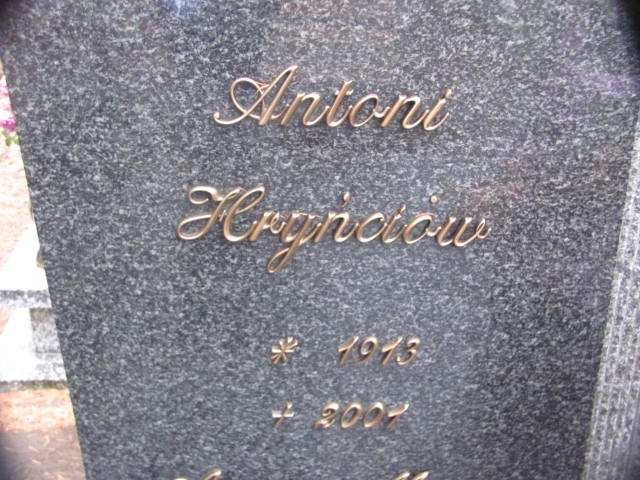 Antoni
Hryńciów
* 1913
+ 2001